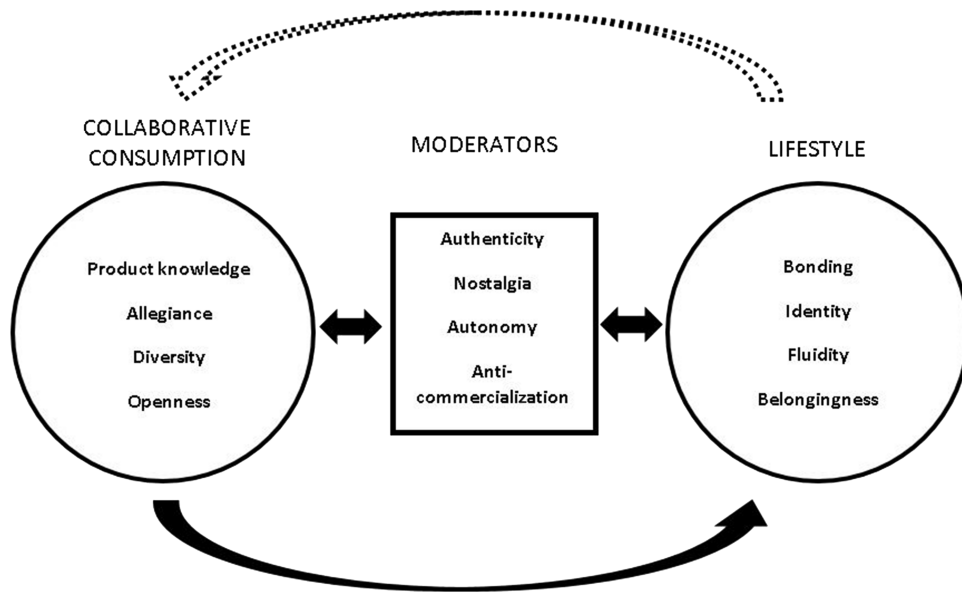 COLLABORATIVE
CONSUMPTION
MODERATORS
LIFESTYLE
Product knowledge
Allegiance
Diversity
Openness
Authenticity
Nostalgia
Autonomy
Anti-
commercialization
Bonding
Identity
Fluidity
Belongingness